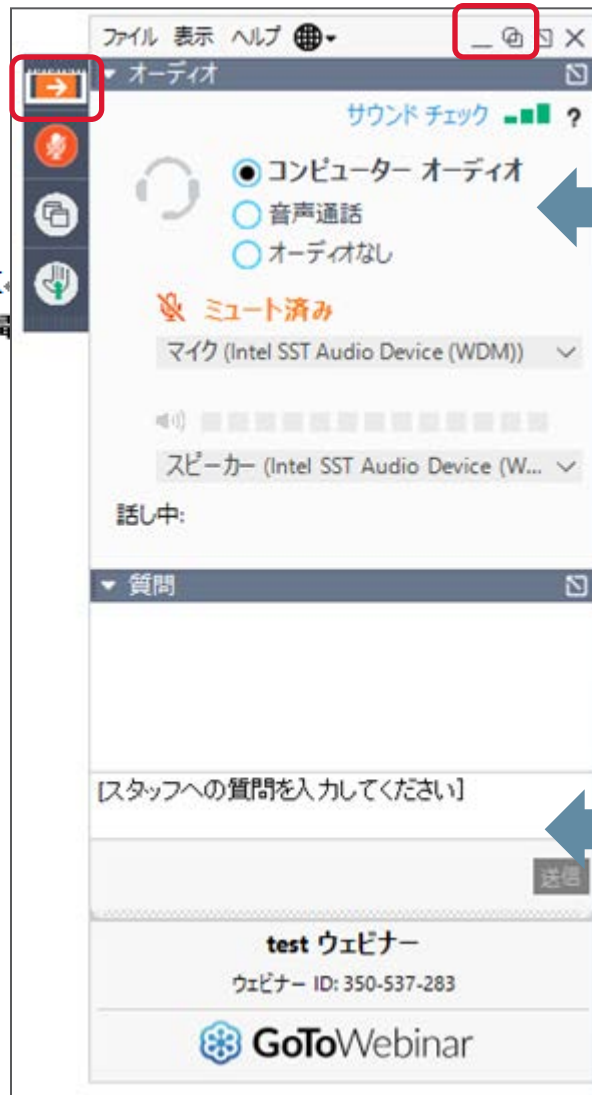 ファイル 表示 ヘルプ
オーディオ
サウンド チェック ?
コンピューター オーディオ
音声通話
オーディオなし
ミュート済み
マイク (Intel SST Audio Device (WDM))
スピーカー (Intel SST Audio Device (W...
話し中:
質問
[スタッフへの質問を入力してください]
送信
test ウェビナー
ウェビナー ID: 350-537-283
GoToWebinar